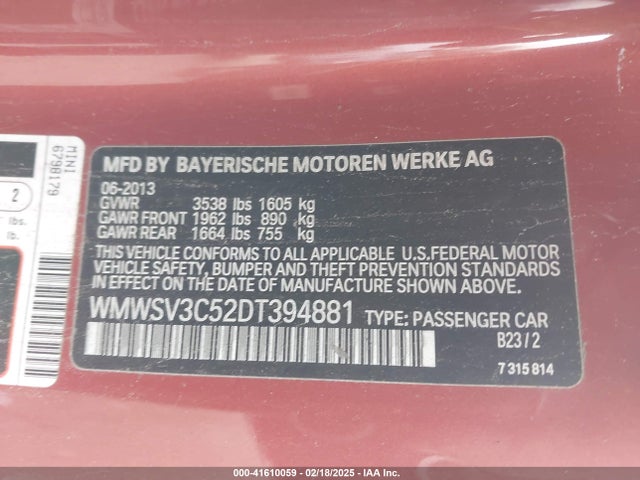 MINI
6798179
2
lbs.
lbs.
MFD BY BAYERISCHE MOTOREN WERKE AG
06-2013
GVWR 3538 lbs 1605 kg
GAWR FRONT 1962 lbs 890 kg
GAWR REAR 1664 lbs 755 kg
THIS VEHICLE CONFORMS TO ALL APPLICABLE U.S.FEDERAL MOTOR
VEHICLE SAFETY, BUMPER AND THEFT PREVENTION STANDARDS
IN EFFECT ON THE DATE OF MANUFACTURE SHOWN ABOVE.
WMWSV3C52DT394881 TYPE: PASSENGER CAR
B23/2
7 315 814
000-41610059 - 02/18/2025 - IAA Inc.